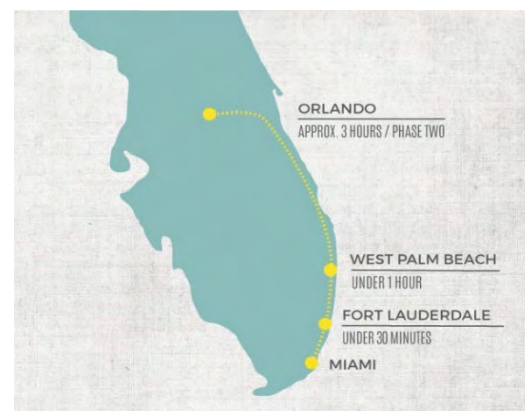 ORLANDO
APPROX. 3 HOURS / PHASE TWO
WEST PALM BEACH
UNDER 1 HOUR
FORT LAUDERDALE
UNDER 30 MINUTES
MIAMI